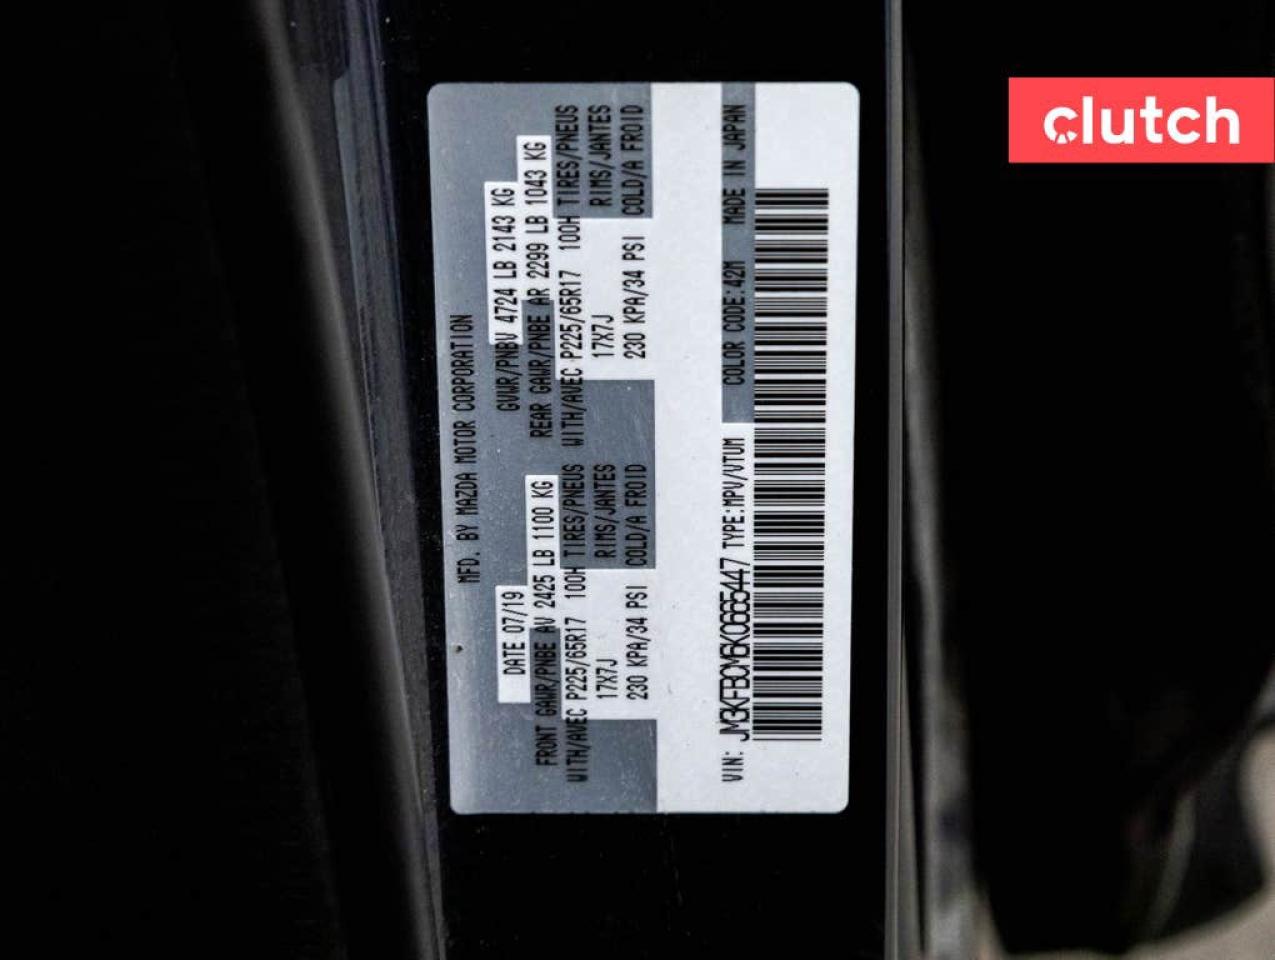 clutch
MFD. BY MAZDA MOTOR CORPORATION
DATE 07/19 GVWR/PNBV 4724 LB 2143 KG
FRONT GAWR/PNBE AV 2425 LB 1100 KG REAR GAWR/PNBE AR 2299 LB 1043 KG
WITH/AVEC P225/65R17 100H TIRES/PNEUS WITH/AVEC P225/65R17 100H TIRES/PNEUS
17X7J RIMS/JANTES 17X7J RIMS/JANTES
230 KPA/34 PSI COLD/A FROID 230 KPA/34 PSI COLD/A FROID
VIN: JM3KFBCM6K0665447 TYPE:MPV/VTUM COLOR CODE:42M MADE IN JAPAN